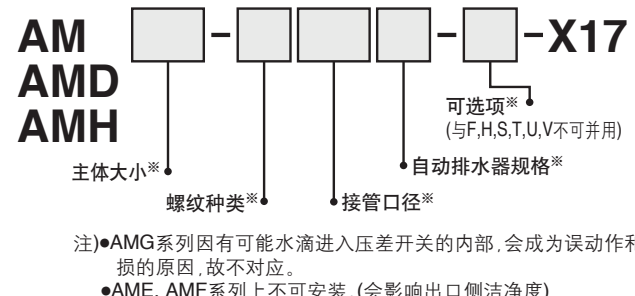 AM
AMD
AMH
- - -X17
可选项※
(与F,H,S,T,U,V不可并用)
自动排水器规格※
主体大小※
螺纹种类※
接管口径※
注)●AMG系列因有可能水滴进入压差开关的内部,会成为误动作和
损的原因,故不对应。
●AME, AMF系列上不可安装.(会影响出口侧洁净度)